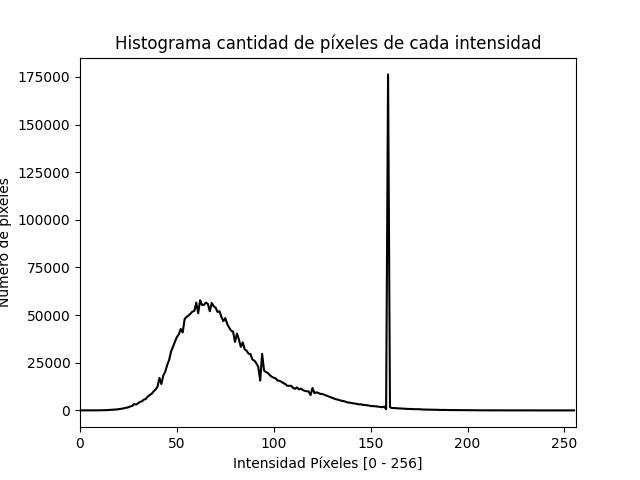 Histograma cantidad de píxeles de cada intensidad
Número de píxeles
175000
150000
125000
100000
75000
50000
25000
0
0 50 100 150 200 250
Intensidad Píxeles [0 - 256]